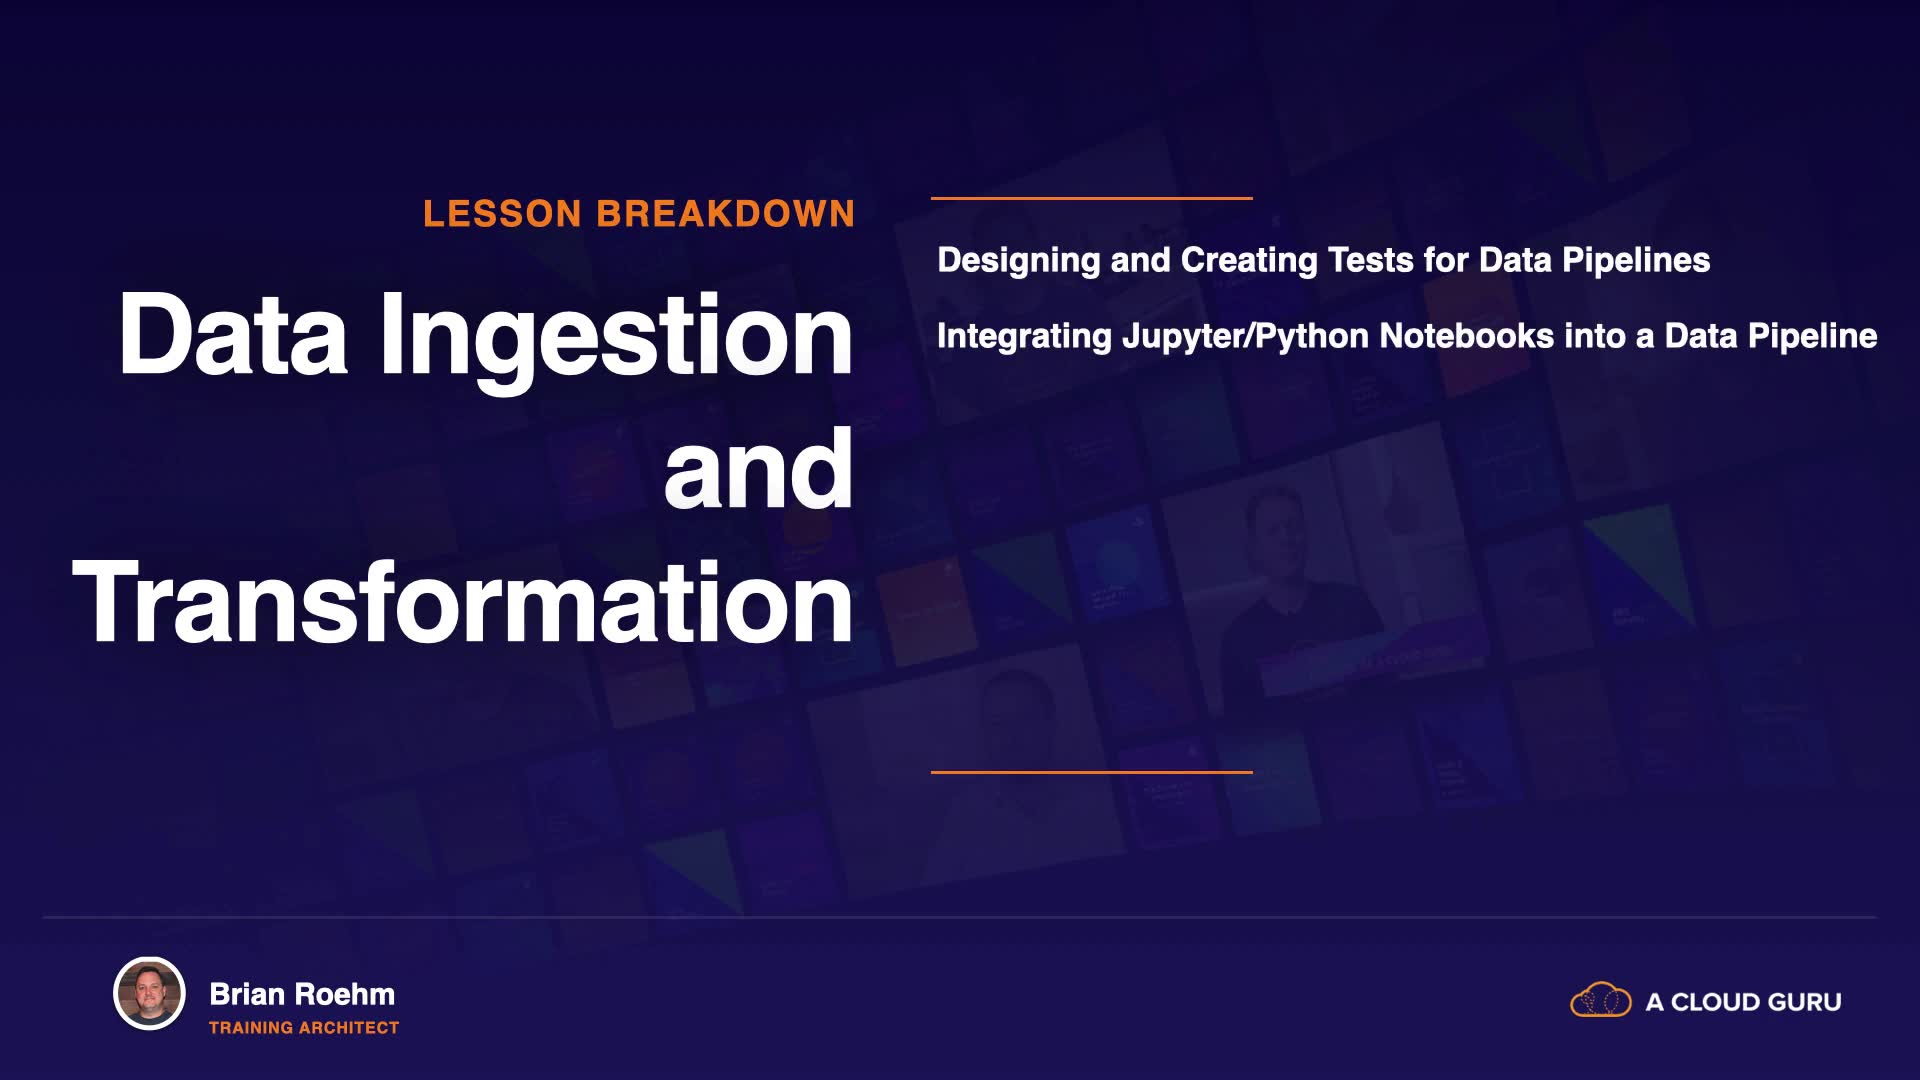 LESSON BREAKDOWN
Data Ingestion
and
Transformation
Designing and Creating Tests for Data Pipelines
Integrating Jupyter/Python Notebooks into a Data Pipeline
Brian Roehm
TRAINING ARCHITECT
A CLOUD GURU